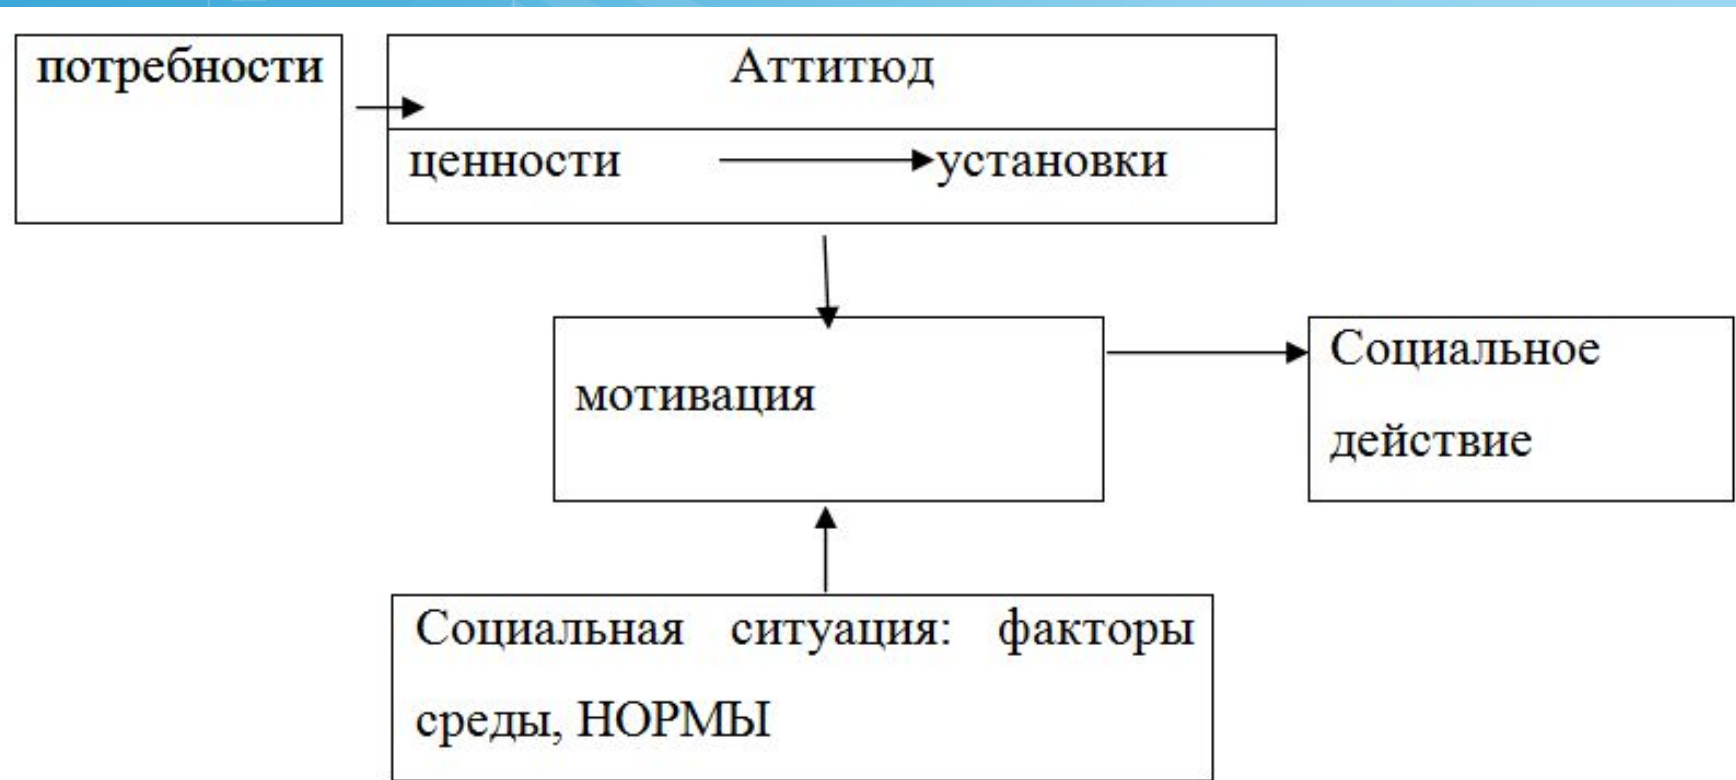 потребности
Аттитюд
ценности
установки
мотивация
Социальное
действие
Социальная ситуация: факторы
среды, НОРМЫ